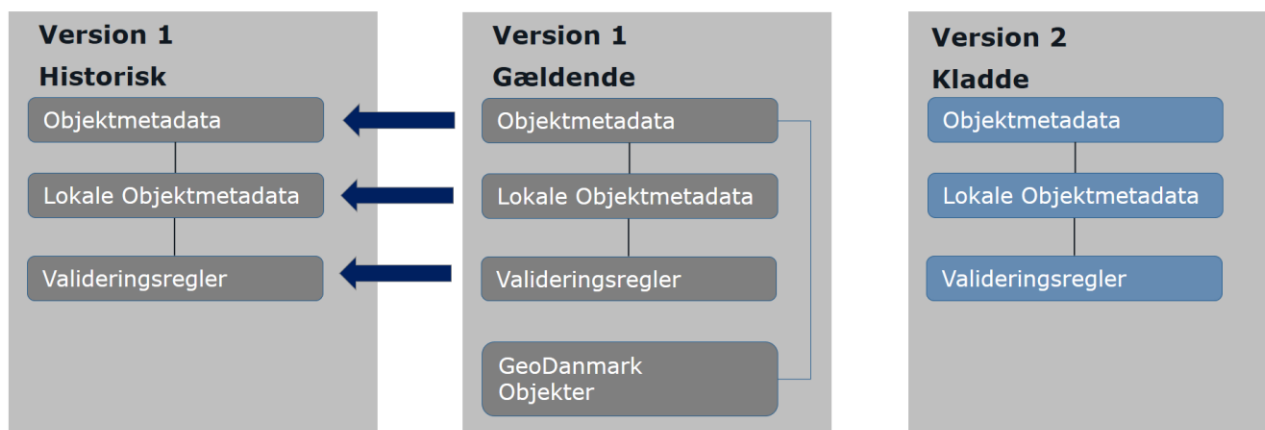 Version 1
Historisk
Objektmetadata
Lokale Objektmetadata
Valideringsregler
Version 1
Gældende
Objektmetadata
Lokale Objektmetadata
Valideringsregler
GeoDanmark
Objekter
Version 2
Kladde
Objektmetadata
Lokale Objektmetadata
Valideringsregler